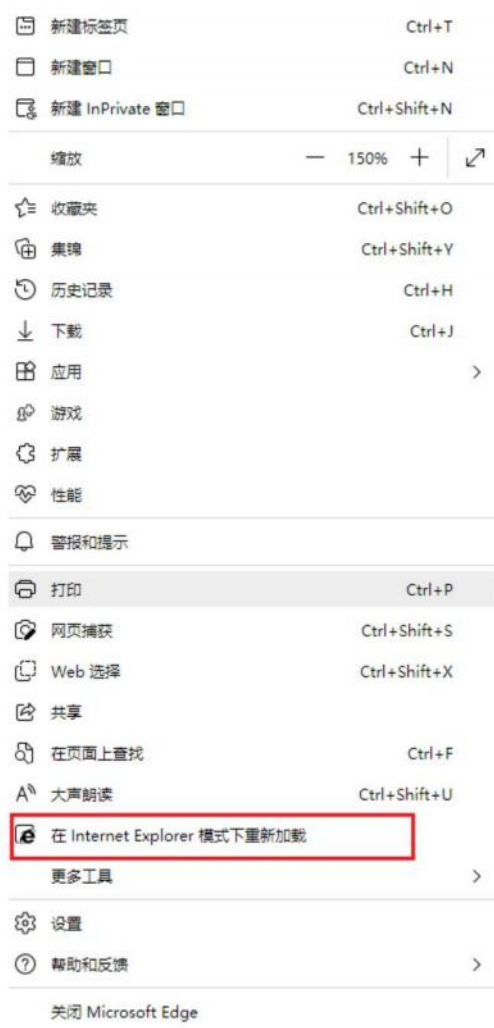 新建标签页 Ctrl+T
新建窗口 Ctrl+N
新建 InPrivate 窗口 Ctrl+Shift+N
缩放 — 150% +
收藏夹 Ctrl+Shift+O
集锦 Ctrl+Shift+Y
历史记录 Ctrl+H
下载 Ctrl+J
应用
游戏
扩展
性能
警报和提示
打印 Ctrl+P
网页捕获 Ctrl+Shift+S
Web 选择 Ctrl+Shift+X
共享
在页面上查找 Ctrl+F
大声朗读 Ctrl+Shift+U
在 Internet Explorer 模式下重新加载
更多工具
设置
帮助和反馈
关闭 Microsoft Edge